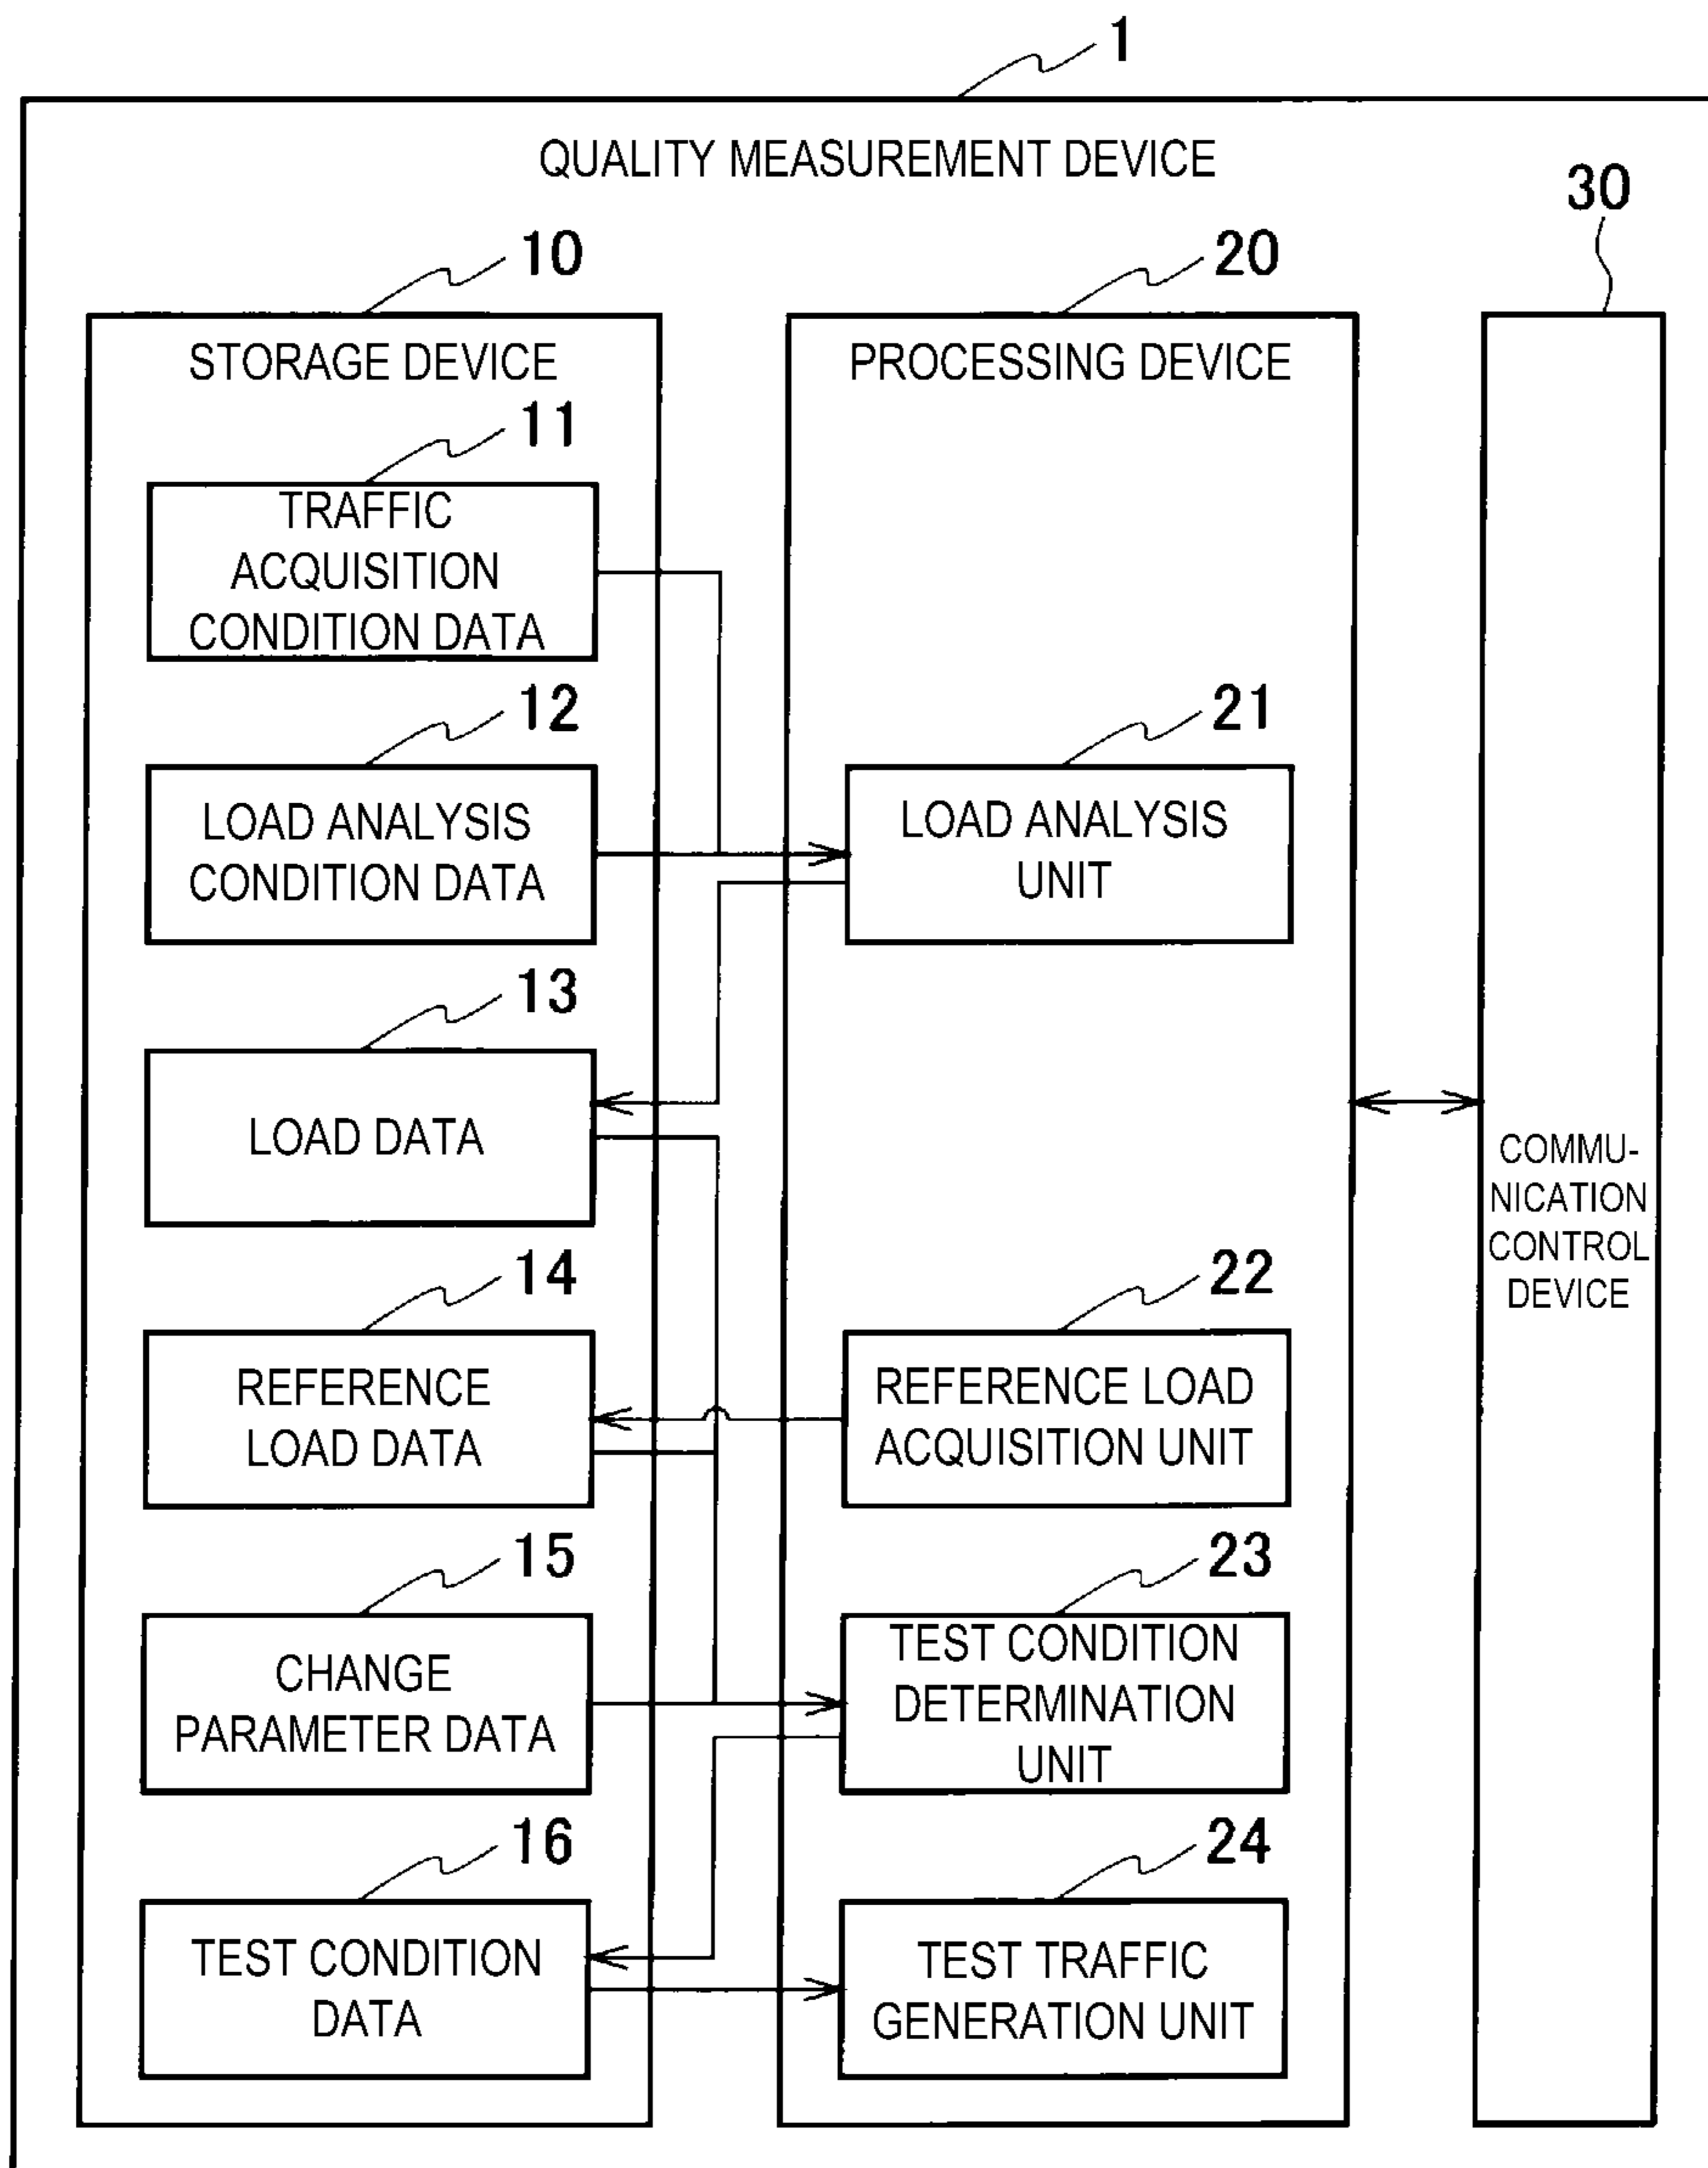 1
QUALITY MEASUREMENT DEVICE
30
10
20
STORAGE DEVICE
PROCESSING DEVICE
11
TRAFFIC
ACQUISITION
CONDITION DATA
12
21
LOAD ANALYSIS
CONDITION DATA
LOAD ANALYSIS
UNIT
13
LOAD DATA
COMMU-
NICATION
CONTROL
DEVICE
14
22
REFERENCE
LOAD DATA
REFERENCE LOAD
ACQUISITION UNIT
15
23
CHANGE
PARAMETER DATA
TEST CONDITION
DETERMINATION
UNIT
16
24
TEST CONDITION
DATA
TEST TRAFFIC
GENERATION UNIT